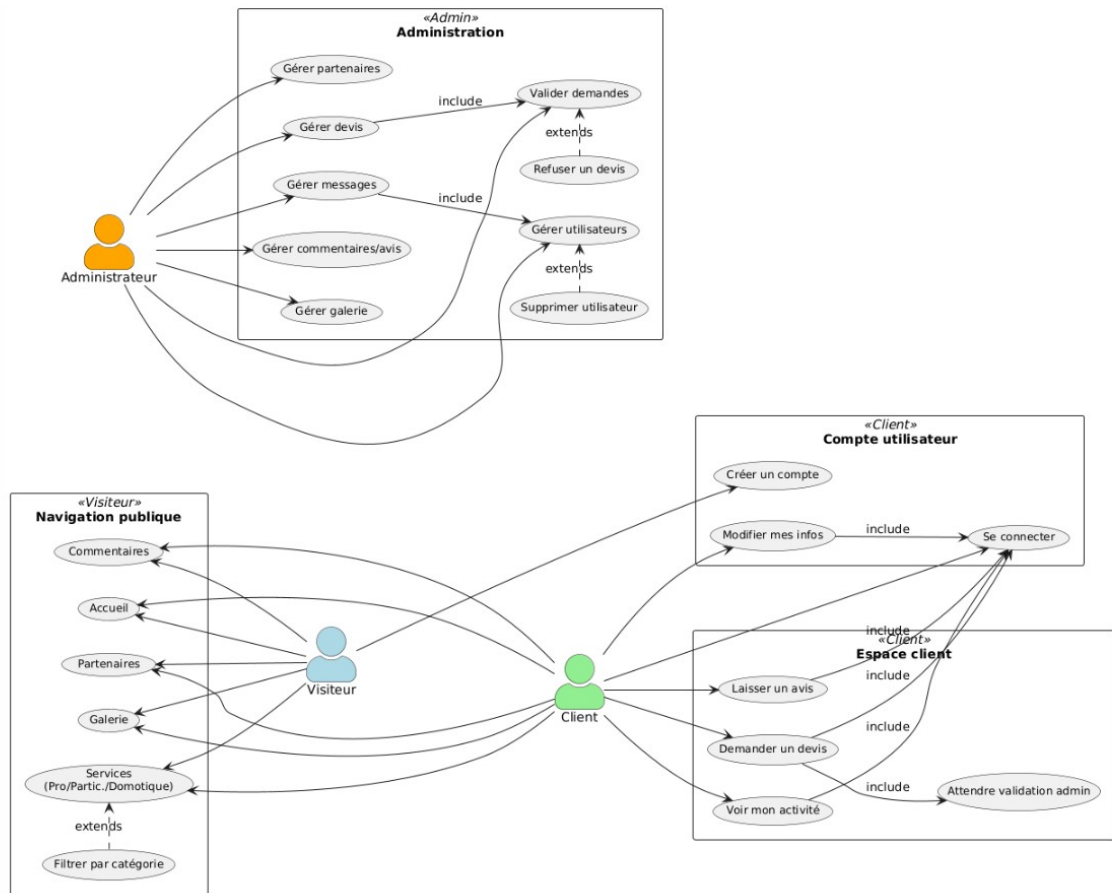 «Admin»
Administration
Gérer partenaires
Valider demandes
include
Gérer devis
extends
Refuser un devis
Gérer messages
include
Gérer utilisateurs
Gérer commentaires/avis
extends
Gérer galerie
Supprimer utilisateur
Administrateur
«Client»
Compte utilisateur
Créer un compte
Modifier mes infos
include
Se connecter
«Visiteur»
Navigation publique
Commentaires
Accueil
Partenaires
Galerie
Services
(Pro/Partic./Domotique)
extends
Filtrer par catégorie
Visiteur
Client
«Client»
Espace client
include
Laisser un avis
include
Demander un devis
include
Voir mon activité
include
Attendre validation admin